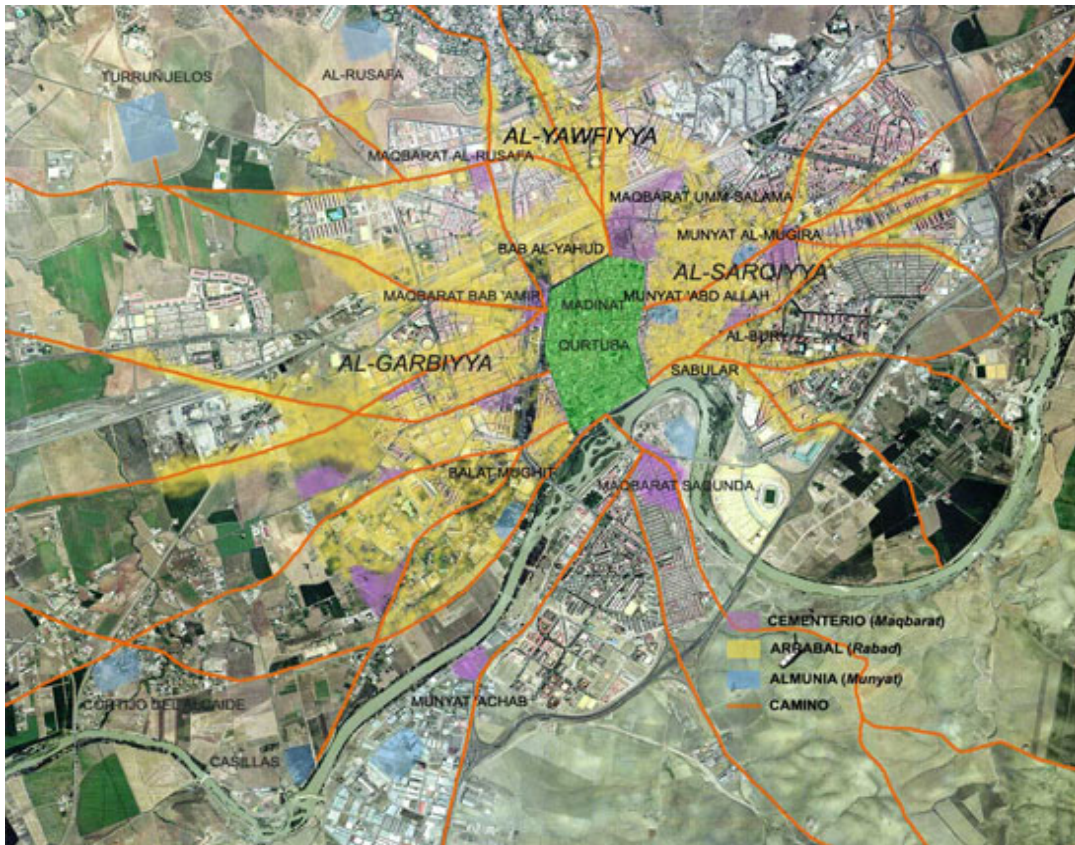 TURRUÑUELOS
AL-RUSAFA
AL-YAWFIYYA
MAQBARAT AL-RUSAFA
MAQBARAT UMM-SALAMA
MUNYAT AL-MUGIRA
BAB AL-YAHUD
AL-SARQIYYA
MAQBARAT BAB 'AMIR
MADINAT
MUNYAT 'ABD ALLAH
QURTUBA
AL-BURY
AL-GARBIYYA
SABULAR
BALAT MUGHIT
MAQBARAT SAQUNDA
CEMENTERIO (Maqbarat)
ARRABAL (Rabad)
ALMUNIA (Munyat)
CAMINO
MUNYAT 'ACHAB
CORTIJO DEL ALCAIDE
CASILLAS